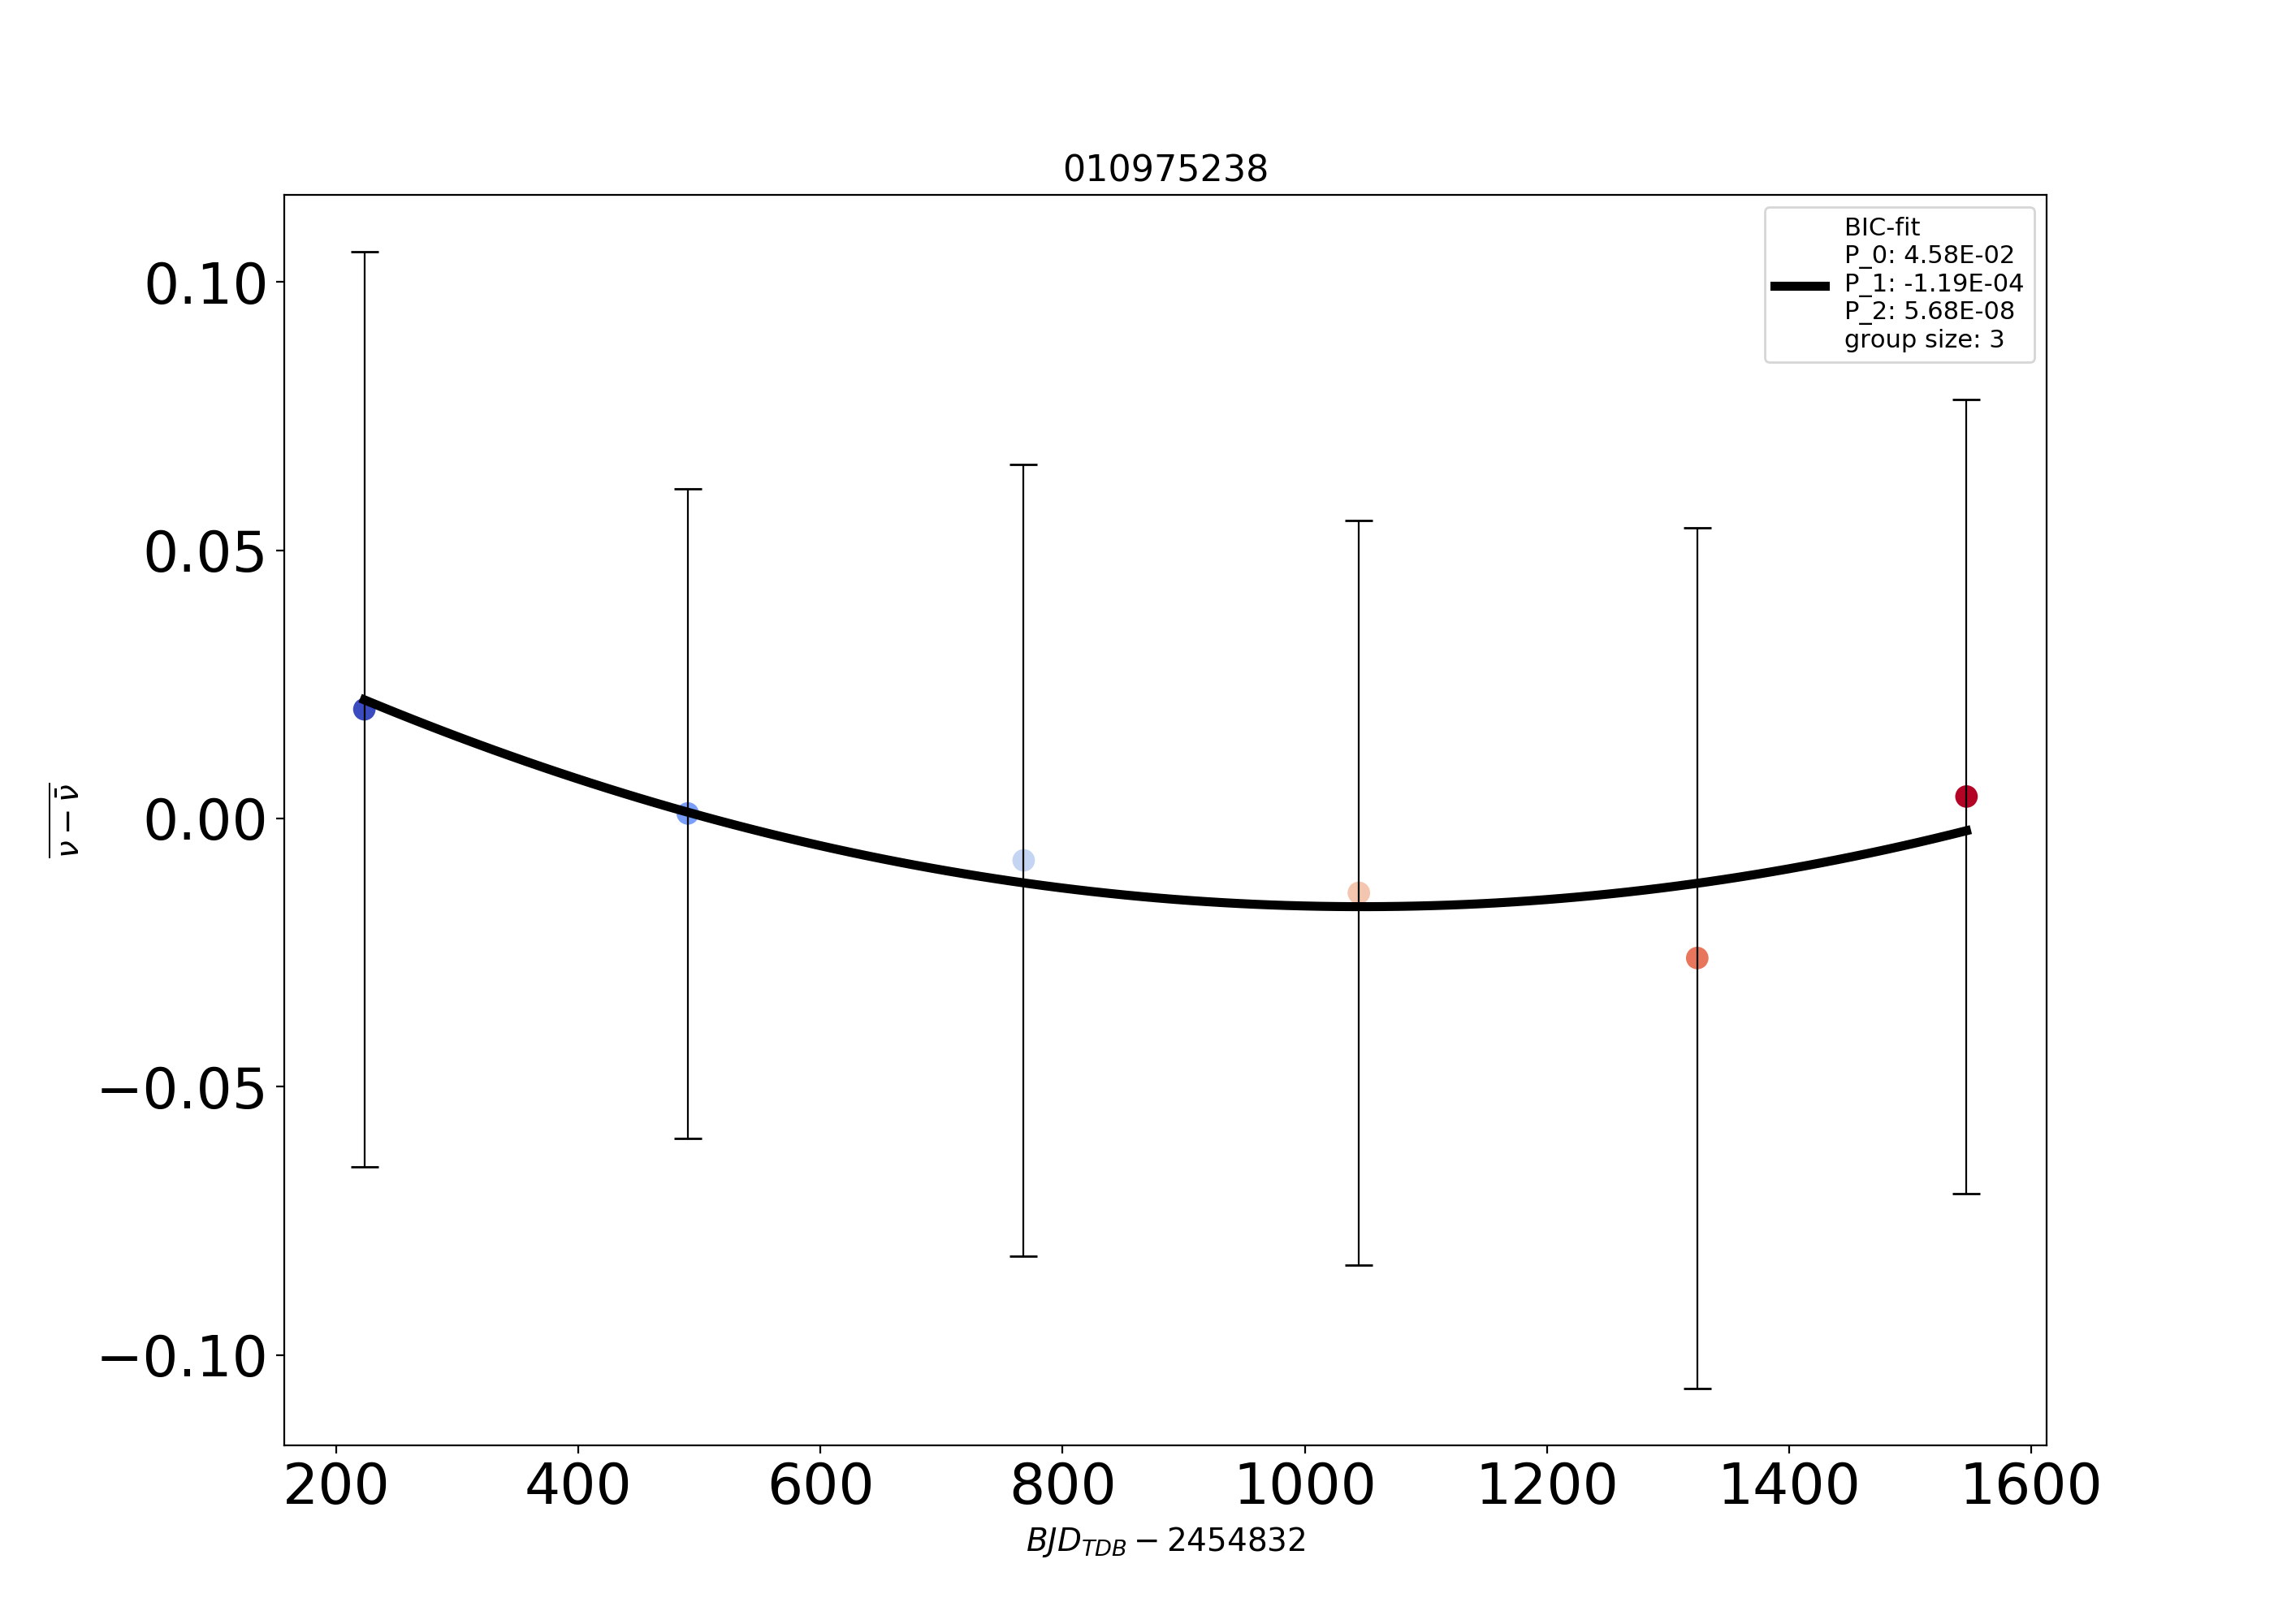 010975238
BIC-fit
P_0: 4.58E-02
P_1: -1.19E-04
P_2: 5.68E-08
group size: 3
0.10
0.05
0.00
−0.05
−0.10
ν − ν̄
200 400 600 800 1000 1200 1400 1600
BJD_TDB − 2454832